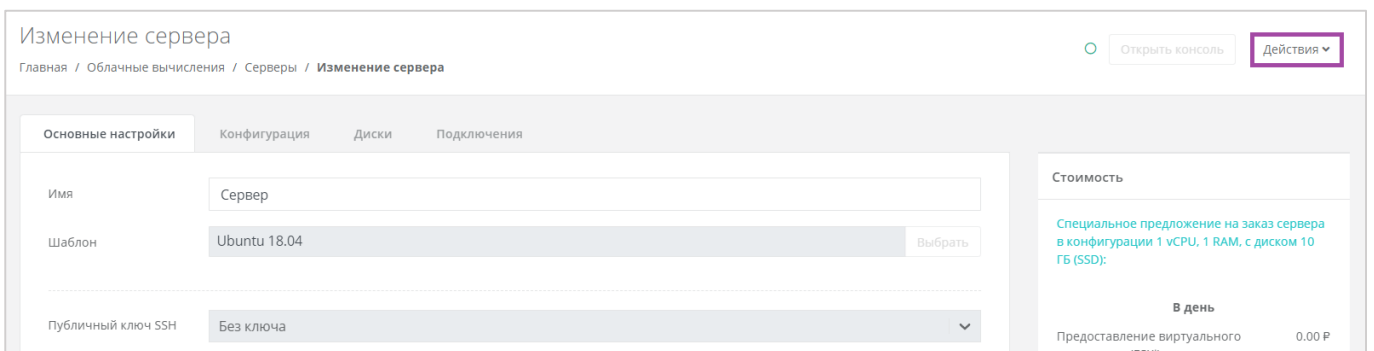 Изменение сервера
Главная / Облачные вычисления / Серверы / Изменение сервера
Открыть консоль
Действия
Основные настройки Конфигурация Диски Подключения
Имя Сервер
Шаблон Ubuntu 18.04 Выбрать
Публичный ключ SSH Без ключа
Стоимость
Специальное предложение на заказ сервера
в конфигурации 1 vCPU, 1 RAM, с диском 10
ГБ (SSD):
В день
Предоставление виртуального 0.00 ₽